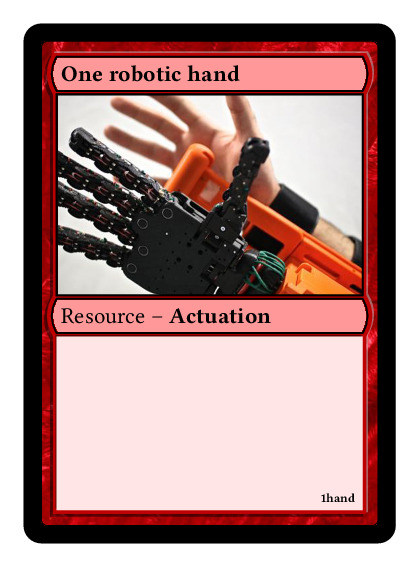 One robotic hand
Resource – Actuation
1hand